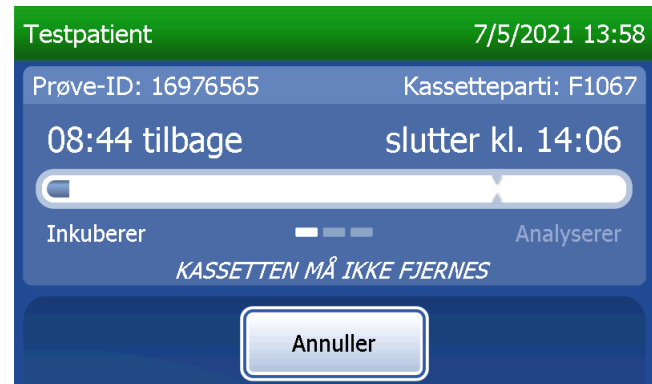 Testpatient 7/5/2021 13:58
Prøve-ID: 16976565 Kassetteparti: F1067
08:44 tilbage slutter kl. 14:06
Inkuberer Analyserer
KASSETTEN MÅ IKKE FJERNES
Annuller